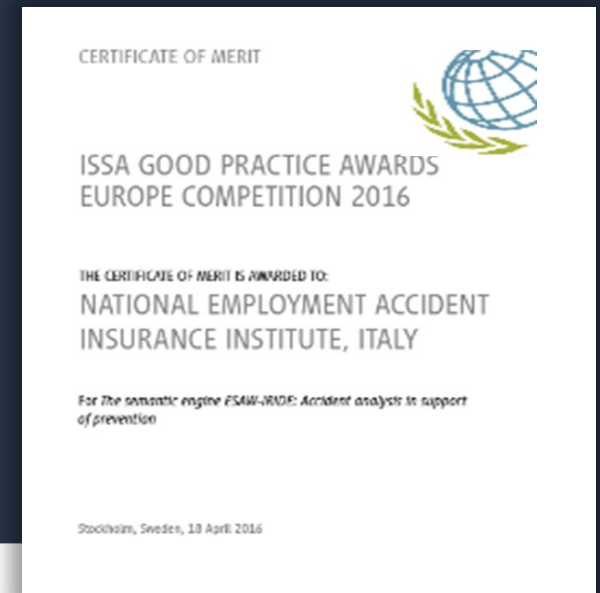 CERTIFICATE OF MERIT
ISSA GOOD PRACTICE AWARDS
EUROPE COMPETITION 2016
THE CERTIFICATE OF MERIT IS AWARDED TO:
NATIONAL EMPLOYMENT ACCIDENT
INSURANCE INSTITUTE, ITALY
For The semantic engine ESAW-IRIDE: Accident analysis in support
of prevention
Stockholm, Sweden, 18 April 2016